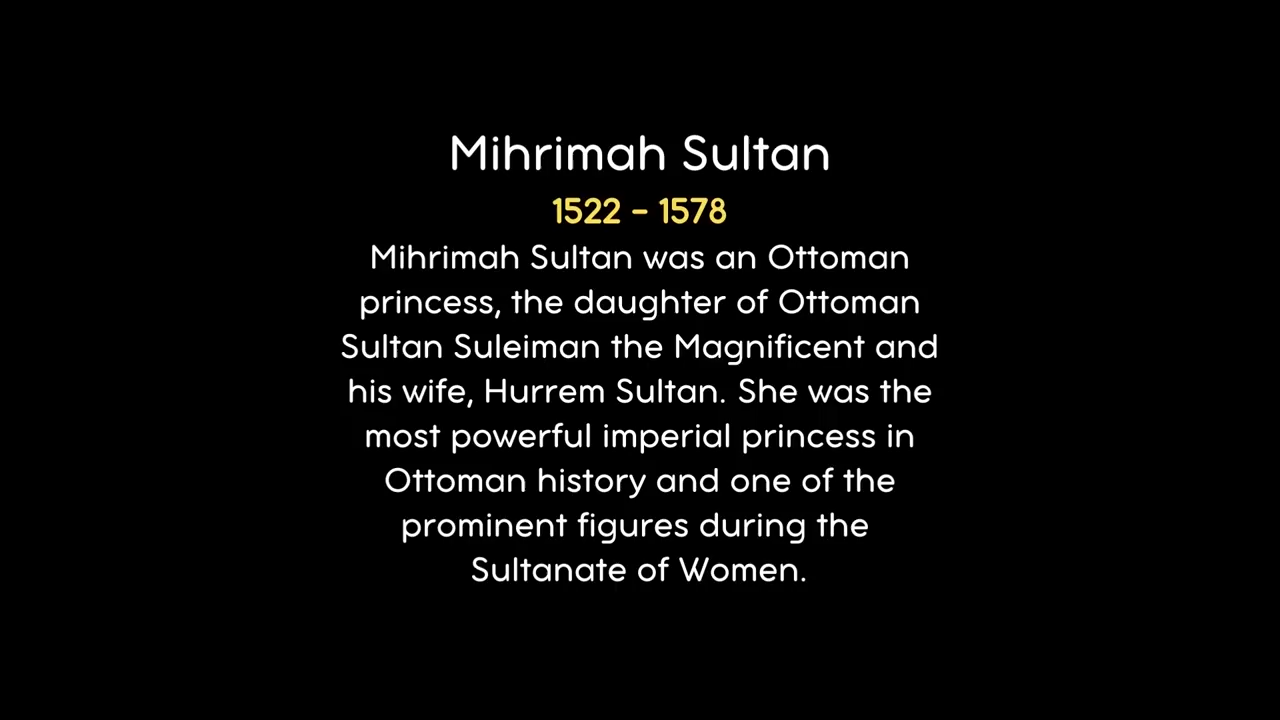 Mihrimah Sultan
1522 - 1578
Mihrimah Sultan was an Ottoman
princess, the daughter of Ottoman
Sultan Suleiman the Magnificent and
his wife, Hurrem Sultan. She was the
most powerful imperial princess in
Ottoman history and one of the
prominent figures during the
Sultanate of Women.